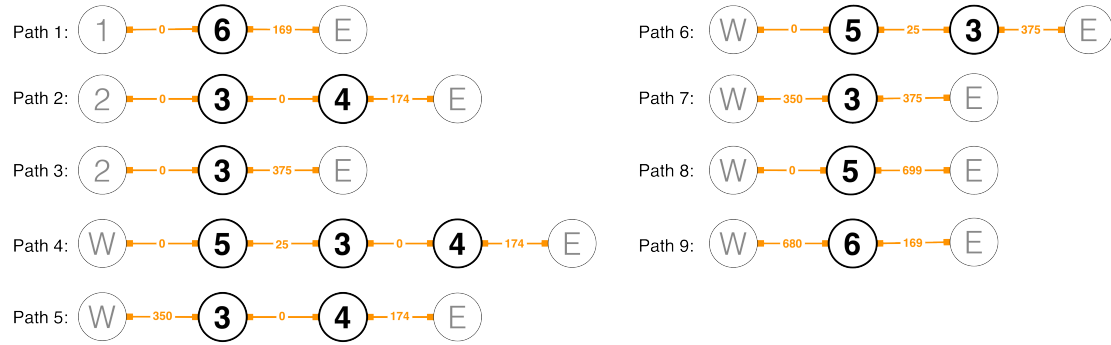 Path 1: 1 0 6 169 E
Path 2: 2 0 3 0 4 174 E
Path 3: 2 0 3 375 E
Path 4: W 0 5 25 3 0 4 174 E
Path 5: W 350 3 0 4 174 E
Path 6: W 0 5 25 3 375 E
Path 7: W 350 3 375 E
Path 8: W 0 5 699 E
Path 9: W 680 6 169 E